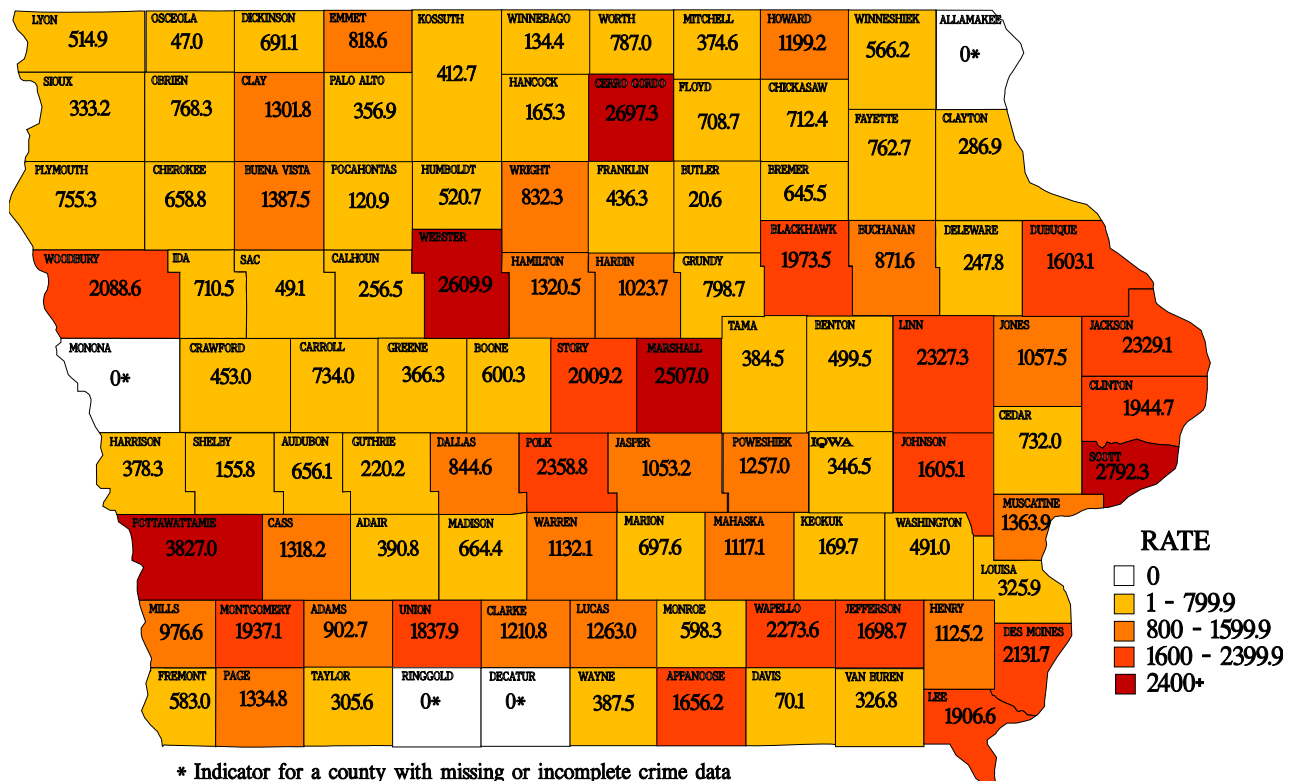 LYON
514.9
OSCEOLA
47.0
DICKINSON
691.1
EMMET
818.6
KOSSUTH
412.7
WINNEBAGO
134.4
WORTH
787.0
MITCHELL
374.6
HOWARD
1199.2
WINNESHIEK
566.2
ALLAMAKEE
0*
SIOUX
333.2
OBRIEN
768.3
CLAY
1301.8
PALO ALTO
356.9
HANCOCK
165.3
CERRO GORDO
2697.3
FLOYD
708.7
CHICKASAW
712.4
FAYETTE
762.7
CLAYTON
286.9
PLYMOUTH
755.3
CHEROKEE
658.8
BUENA VISTA
1387.5
POCAHONTAS
120.9
HUMBOLDT
520.7
WRIGHT
832.3
FRANKLIN
436.3
BUTLER
20.6
BREMER
645.5
WOODBURY
2088.6
IDA
710.5
SAC
49.1
CALHOUN
256.5
WEBSTER
2609.9
HAMILTON
1320.5
HARDIN
1023.7
GRUNDY
798.7
BLACKHAWK
1973.5
BUCHANAN
871.6
DELEWARE
247.8
DUBUQUE
1603.1
MONONA
0*
CRAWFORD
453.0
CARROLL
734.0
GREENE
366.3
BOONE
600.3
STORY
2009.2
MARSHALL
2507.0
TAMA
384.5
BENTON
499.5
LINN
2327.3
JONES
1057.5
JACKSON
2329.1
CLINTON
1944.7
CEDAR
732.0
HARRISON
378.3
SHELBY
155.8
AUDUBON
656.1
GUTHRIE
220.2
DALLAS
844.6
POLK
2358.8
JASPER
1053.2
POWESHIEK
1257.0
IOWA
346.5
JOHNSON
1605.1
SCOTT
2792.3
MUSCATINE
1363.9
POTTAWATTAMIE
3827.0
CASS
1318.2
ADAIR
390.8
MADISON
664.4
WARREN
1132.1
MARION
697.6
MAHASKA
1117.1
KEOKUK
169.7
WASHINGTON
491.0
LOUISA
325.9
MILLS
976.6
MONTGOMERY
1937.1
ADAMS
902.7
UNION
1837.9
CLARKE
1210.8
LUCAS
1263.0
MONROE
598.3
WAPELLO
2273.6
JEFFERSON
1698.7
HENRY
1125.2
DES MOINES
2131.7
FREMONT
583.0
PAGE
1334.8
TAYLOR
305.6
RINGGOLD
0*
DECATUR
0*
WAYNE
387.5
APPANOOSE
1656.2
DAVIS
70.1
VAN BUREN
326.8
LEE
1906.6
RATE
0
1 - 799.9
800 - 1599.9
1600 - 2399.9
2400+
* Indicator for a county with missing or incomplete crime data